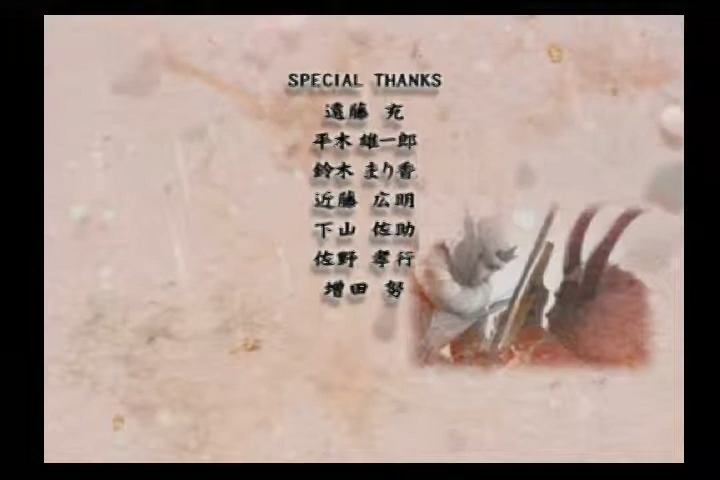 SPECIAL THANKS
遠藤 充
平木 雄一郎
鈴木 まり香
近藤 広明
下山 佐助
佐野 孝行
増田 努